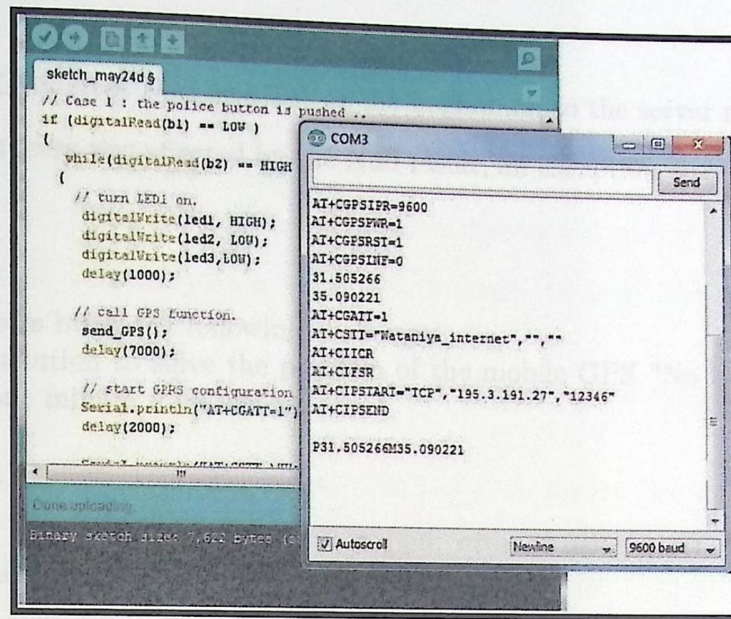 sketch_may24d §
// Case 1 : the police button is pushed ..
if (digitalRead(b1) == LOW )
{
while(digitalRead(b2) == HIGH
{
// turn LED1 on.
digitalWrite(led1, HIGH);
digitalWrite(led2, LOW);
digitalWrite(led3,LOW);
delay(1000);
// call GPS function.
send_GPS();
delay(7000);
// start GPRS configuration
Serial.println("AT+CGATT=1")
delay(2000);
Done uploading.
Binary sketch size: 7,622 bytes
COM3
Send
AT+CGPSIPR=9600
AT+CGPSPWR=1
AT+CGPSRST=1
AT+CGPSINF=0
31.505266
35.090221
AT+CGATT=1
AT+CSTT="Wataniya_internet","",""
AT+CIICR
AT+CIFSR
AT+CIPSTART="TCP","195.3.191.27","12346"
AT+CIPSEND
P31.505266M35.090221
Autoscroll
Newline
9600 baud